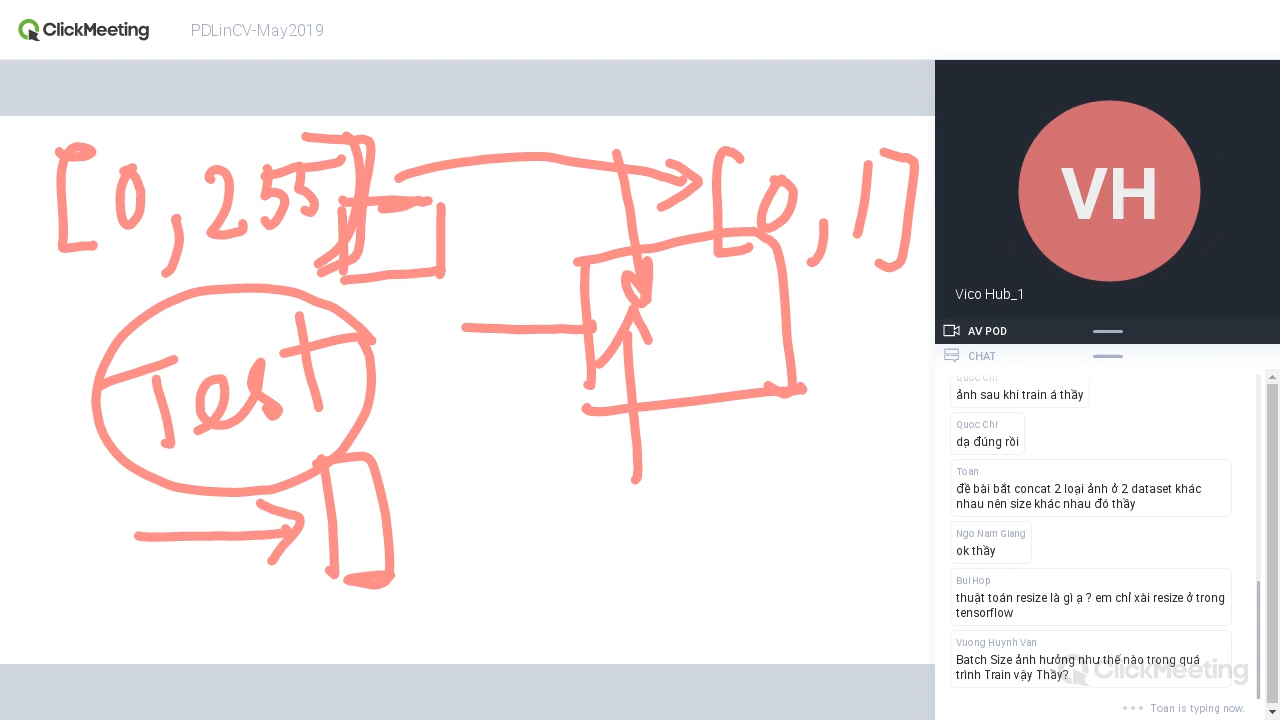 ClickMeeting
PDLinCV-May2019
[0,255]
[0,1]
Test
VH
Vico Hub_1
AV POD
CHAT
Quoc Chi
ảnh sau khi train á thầy
Quoc Chi
dạ đúng rồi
Toan
đề bài bắt concat 2 loại ảnh ở 2 dataset khác
nhau nên size khác nhau đó thầy
Ngo Nam Giang
ok thầy
Bui Hop
thuật toán resize là gì ạ ? em chỉ xài resize ở trong
tensorflow
Vuong Huynh Van
Batch Size ảnh hưởng như thế nào trong quá
trình Train vậy Thầy?
ClickMeeting
Toan is typing now.